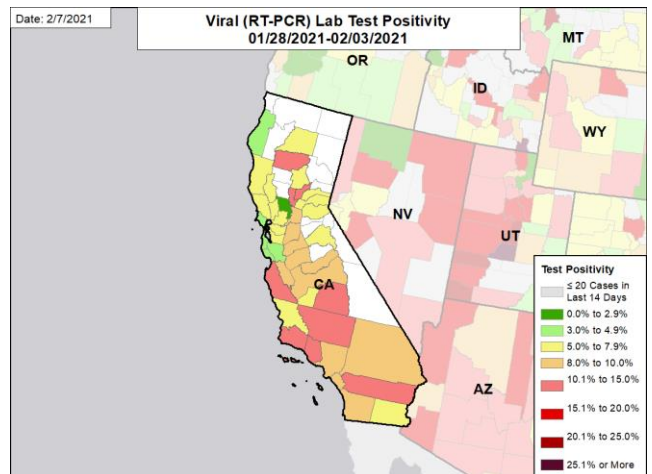 Date: 2/7/2021
Viral (RT-PCR) Lab Test Positivity
01/28/2021-02/03/2021
MT
OR
ID
WY
NV
UT
CA
AZ
Test Positivity
≤ 20 Cases in
Last 14 Days
0.0% to 2.9%
3.0% to 4.9%
5.0% to 7.9%
8.0% to 10.0%
10.1% to 15.0%
15.1% to 20.0%
20.1% to 25.0%
25.1% or More